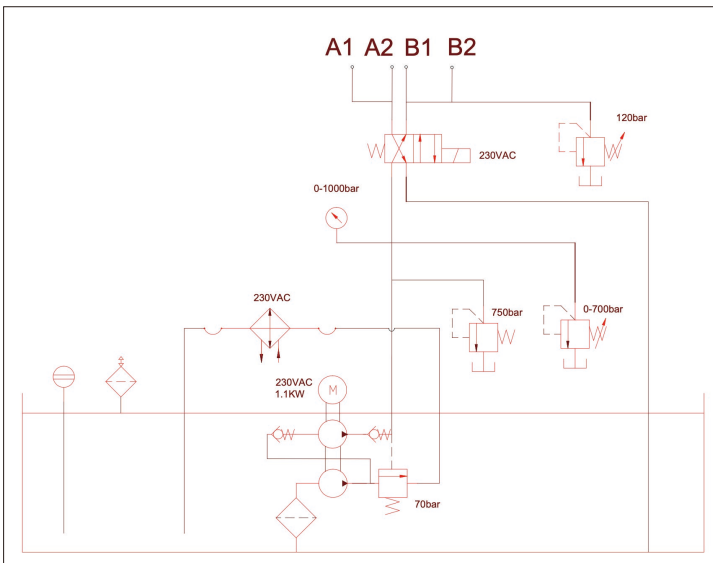 A1 A2 B1 B2
120bar
230VAC
0-1000bar
230VAC
750bar
0-700bar
230VAC
1.1KW
M
70bar